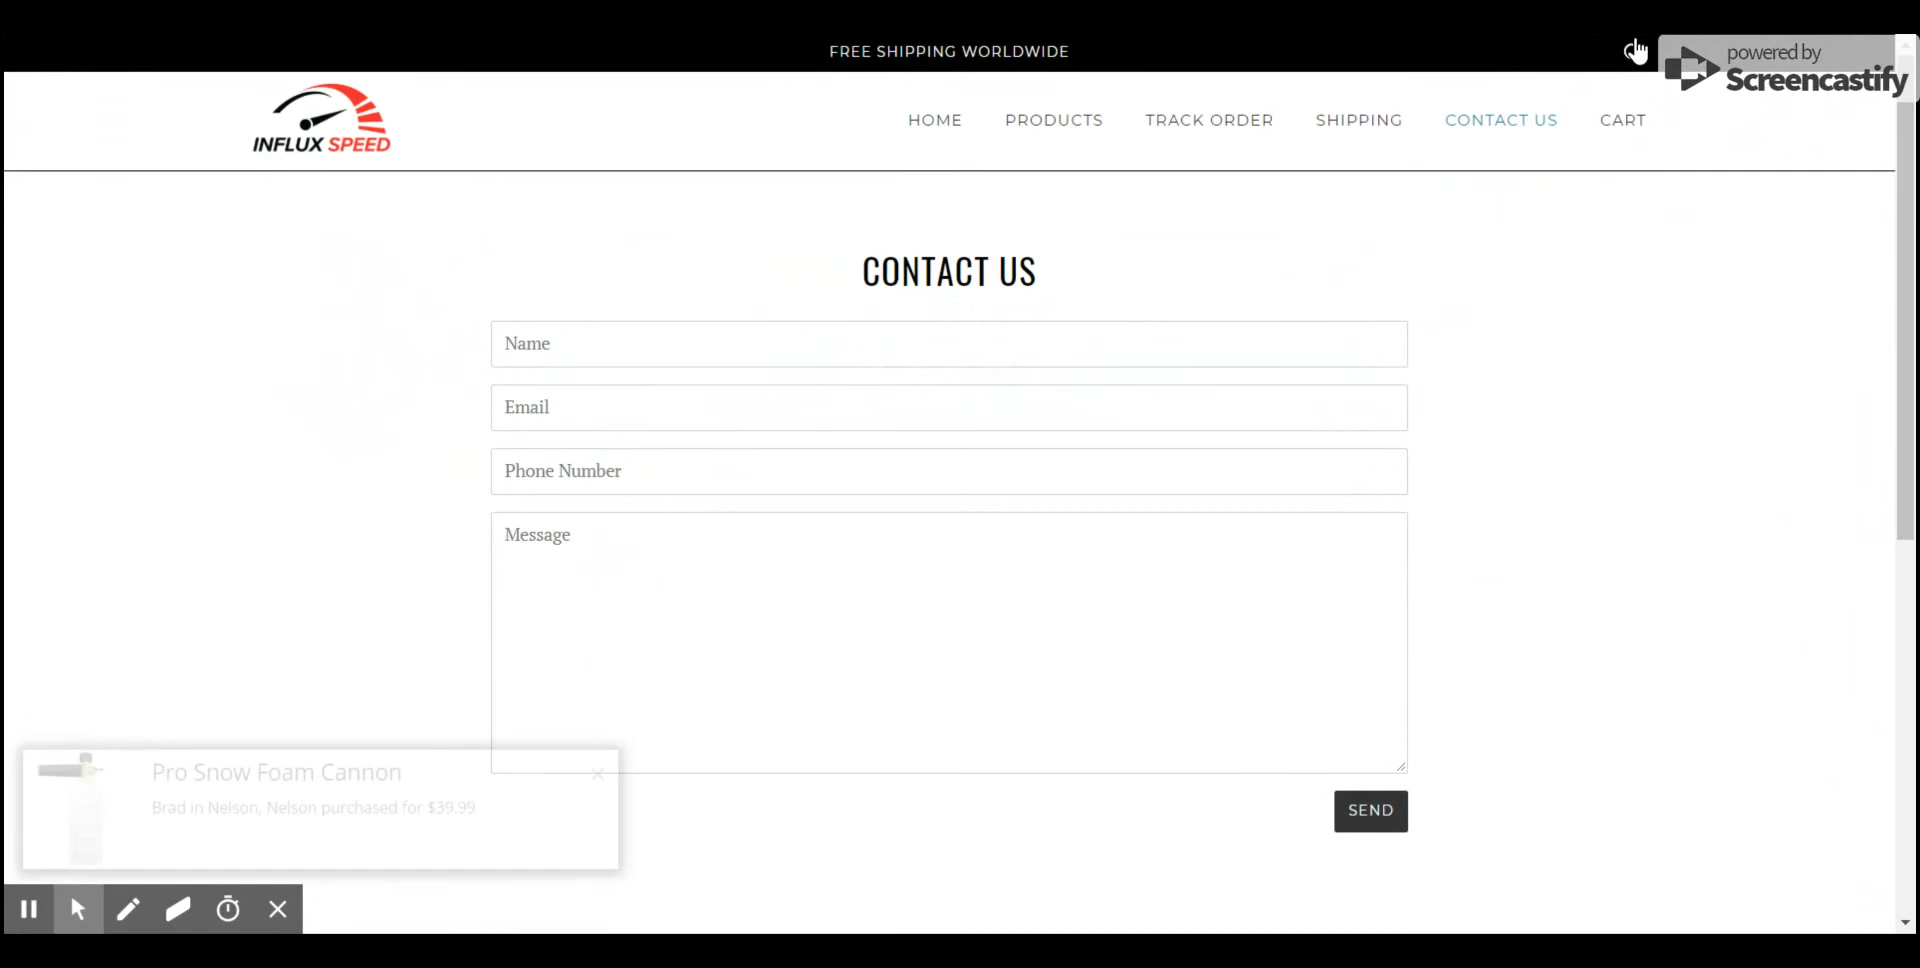 FREE SHIPPING WORLDWIDE
powered by
Screencastify
INFLUX SPEED
HOME PRODUCTS TRACK ORDER SHIPPING CONTACT US CART
CONTACT US
Name
Email
Phone Number
Message
Pro Snow Foam Cannon
Brad in Nelson, Nelson purchased for $39.99
SEND